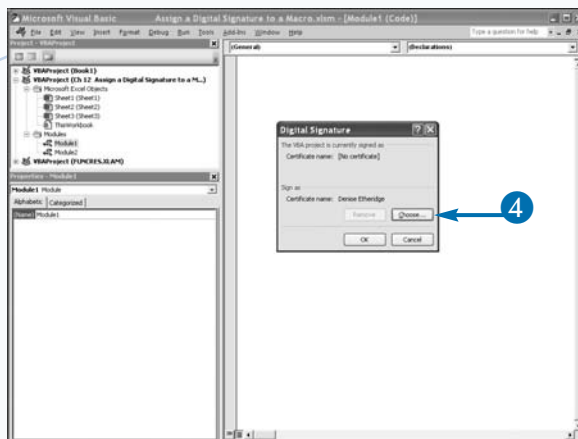 Microsoft Visual Basic Assign a Digital Signature to a Macro.xlsm - [Module1 (Code)]
File Edit View Insert Format Debug Run Tools Add-Ins Window Help Type a question for help
Project - VBAProject
(General) (Declarations)
VBAProject (Book1)
VBAProject (Ch 12 Assign a Digital Signature to a M...)
Microsoft Excel Objects
Sheet1 (Sheet1)
Sheet2 (Sheet2)
Sheet3 (Sheet3)
ThisWorkbook
Modules
Module1
Module2
VBAProject (FUNCRES.XLAM)
Digital Signature
The VBA project is currently signed as
Certificate name: [No certificate]
Sign as
Certificate name: Denise Etheridge
Remove Choose...
4
OK Cancel
Properties - Module1
Module1 Module
Alphabetic Categorized
(Name) Module1